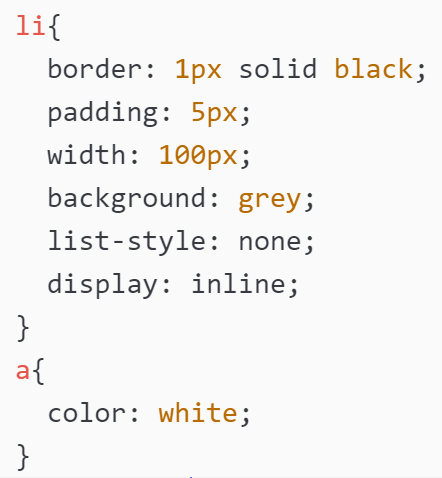 li{
  border: 1px solid black;
  padding: 5px;
  width: 100px;
  background: grey;
  list-style: none;
  display: inline;
}
a{
  color: white;
}